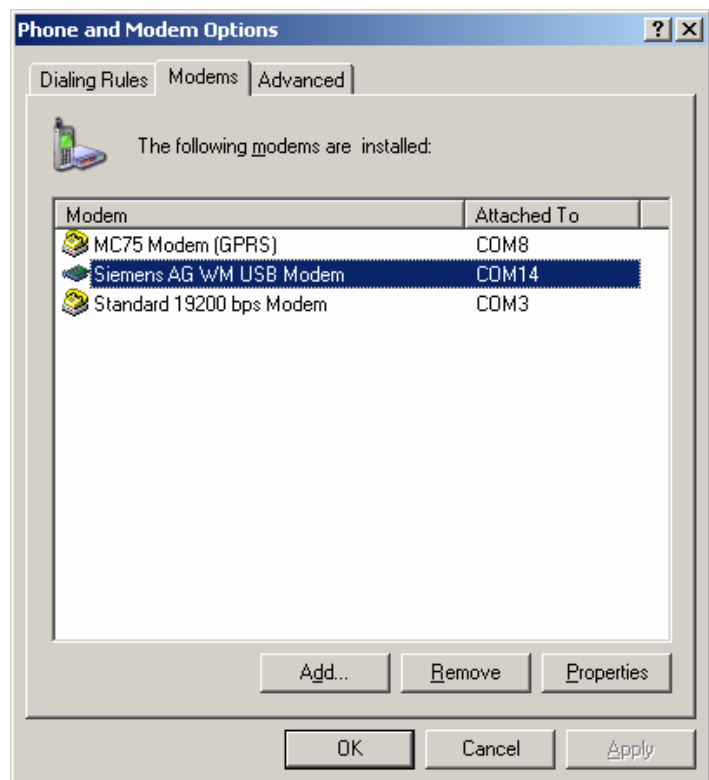 Phone and Modem Options
Dialing Rules Modems Advanced
The following modems are installed:
Modem Attached To
MC75 Modem (GPRS) COM8
Siemens AG WM USB Modem COM14
Standard 19200 bps Modem COM3
Add... Remove Properties
OK Cancel Apply